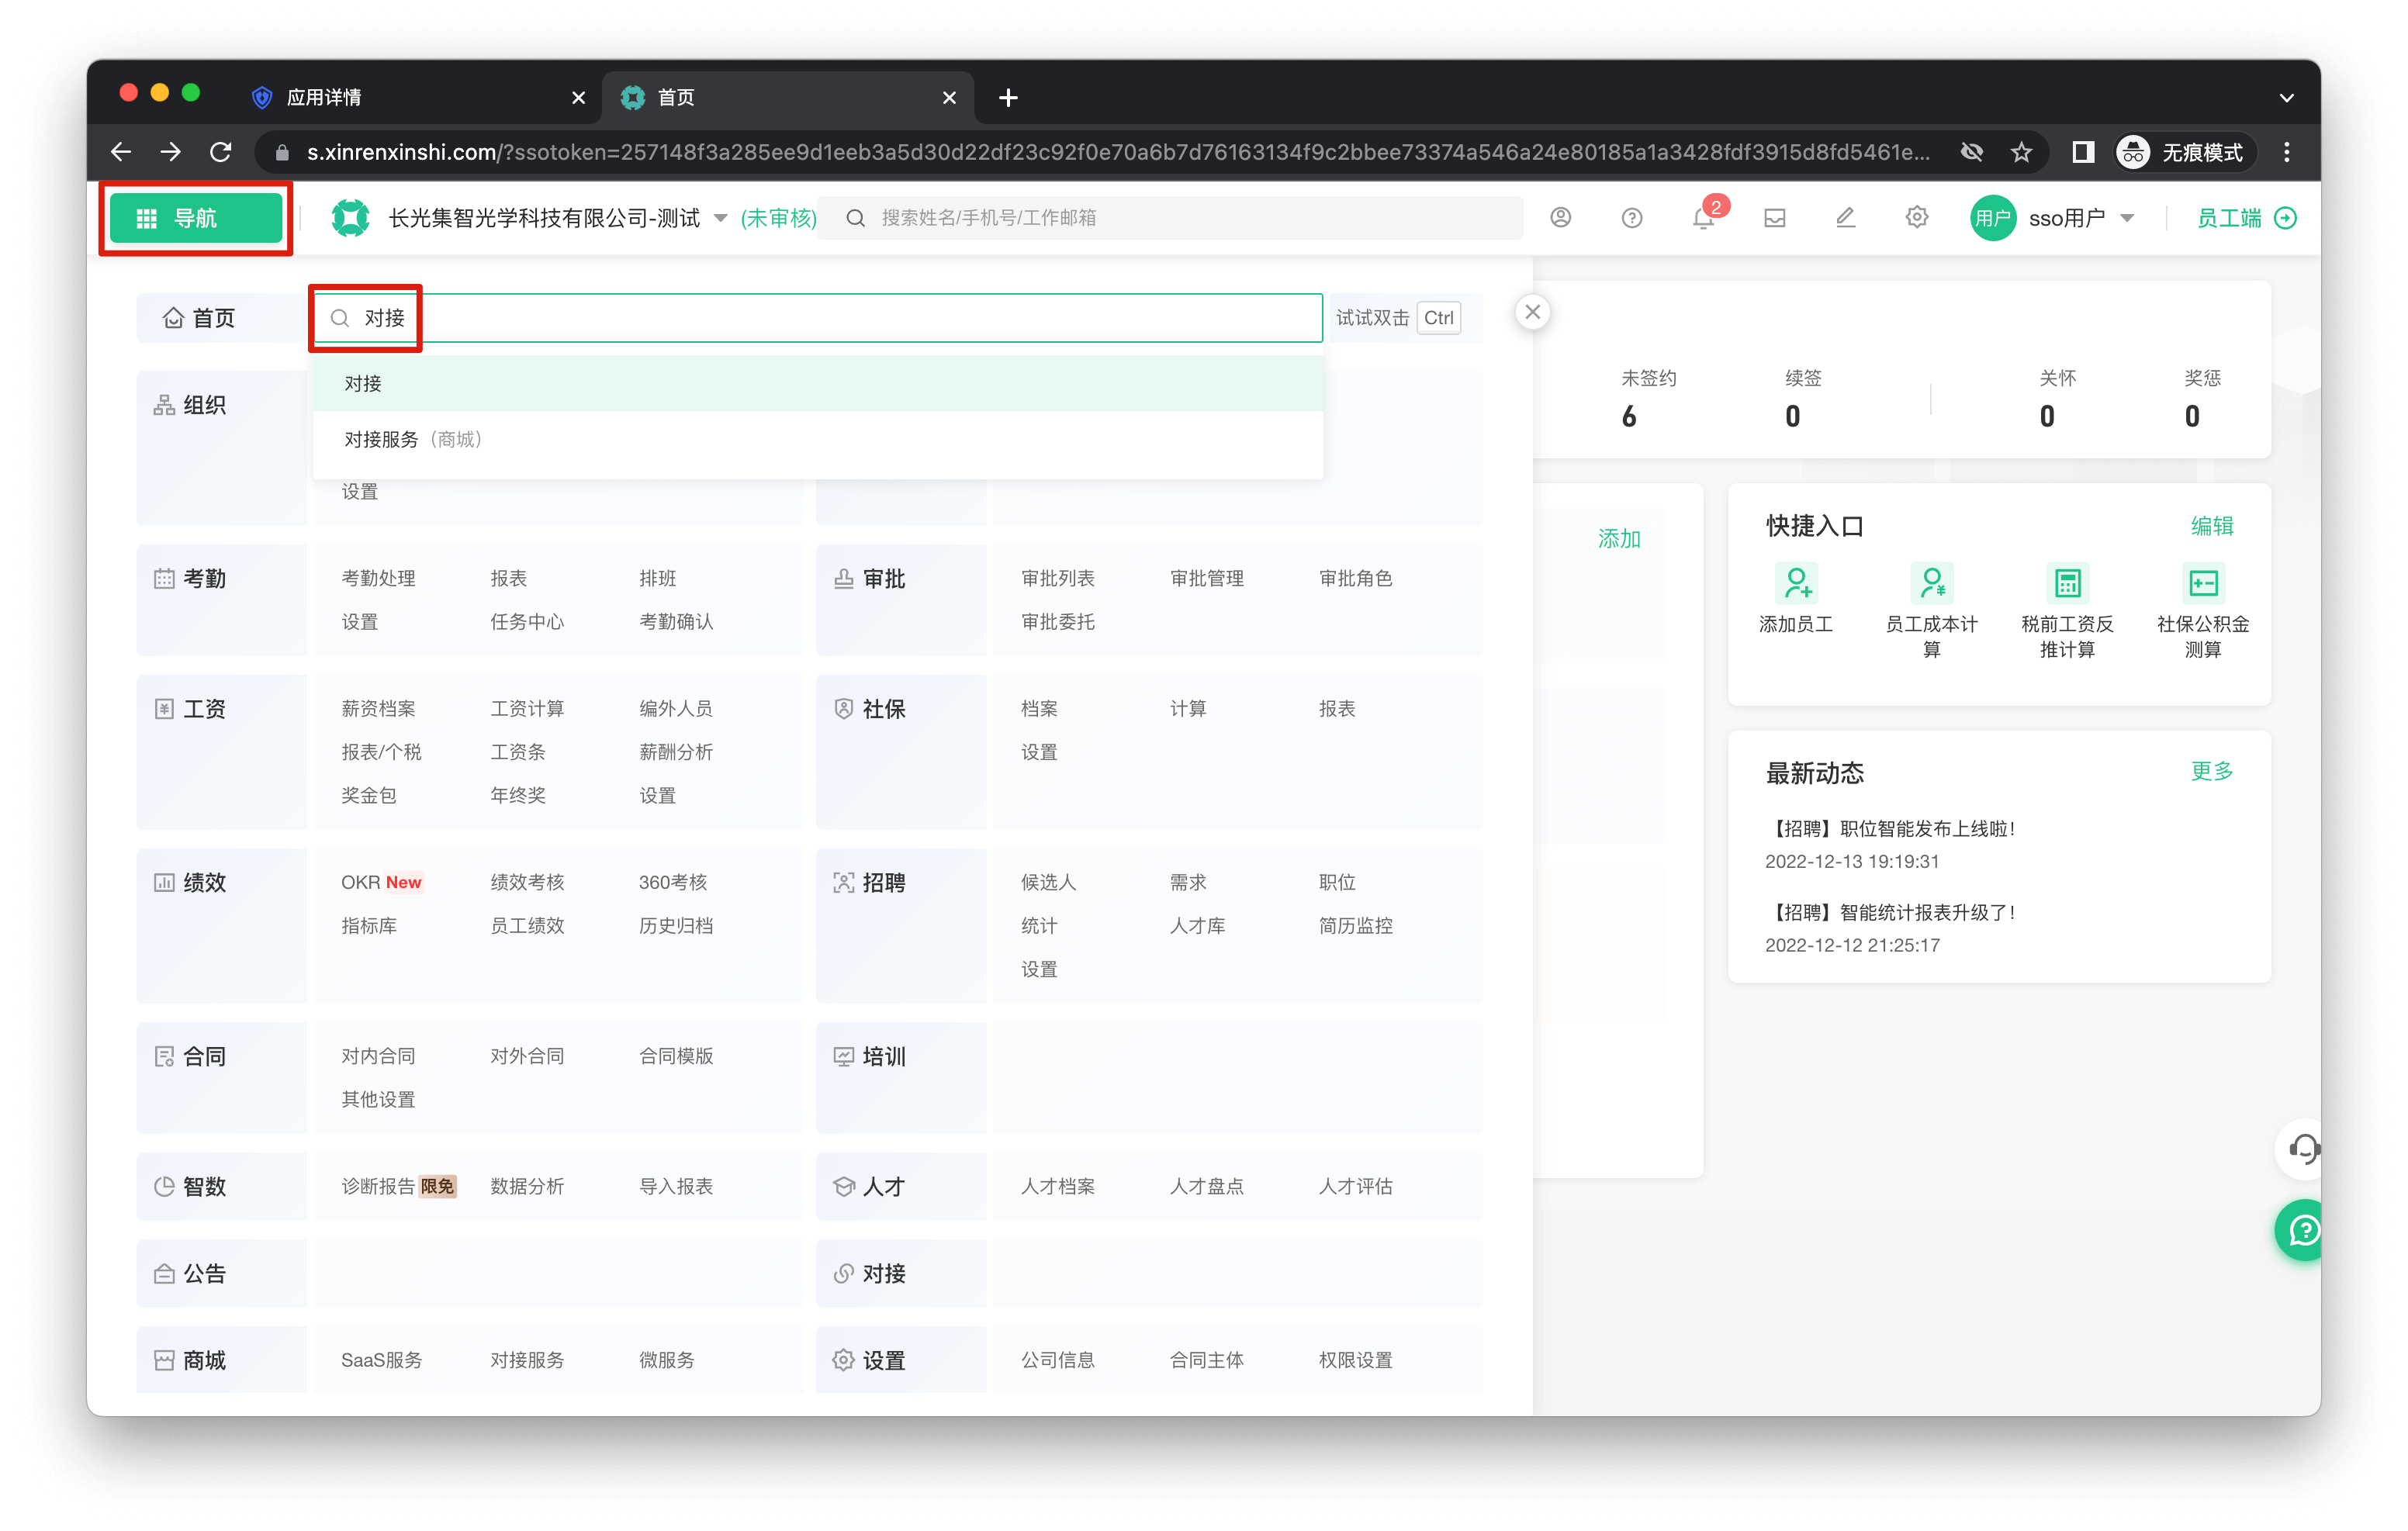 应用详情
首页
s.xinrenxinshi.com/?ssotoken=257148f3a285ee9d1eeb3a5d30d22df23c92f0e70a6b7d76163134f9c2bbee73374a546a24e80185a1a3428fdf3915d8fd5461e...
无痕模式
导航
长光集智光学科技有限公司-测试
(未审核)
搜索姓名/手机号/工作邮箱
2
用户
sso用户
员工端
首页
对接
试试双击 Ctrl
对接
对接服务（商城）
组织
设置
未签约 续签 关怀 奖惩
6 0 0 0
添加
快捷入口 编辑
添加员工
员工成本计算
税前工资反推计算
社保公积金测算
最新动态 更多
【招聘】职位智能发布上线啦！
2022-12-13 19:19:31
【招聘】智能统计报表升级了！
2022-12-12 21:25:17
考勤
考勤处理 报表 排班
设置 任务中心 考勤确认
审批
审批列表 审批管理 审批角色
审批委托
工资
薪资档案 工资计算 编外人员
报表/个税 工资条 薪酬分析
奖金包 年终奖 设置
社保
档案 计算 报表
设置
绩效
OKR New 绩效考核 360考核
指标库 员工绩效 历史归档
招聘
候选人 需求 职位
统计 人才库 简历监控
设置
合同
对内合同 对外合同 合同模版
其他设置
培训
智数
诊断报告 限免 数据分析 导入报表
人才
人才档案 人才盘点 人才评估
公告
对接
商城
SaaS服务 对接服务 微服务
设置
公司信息 合同主体 权限设置